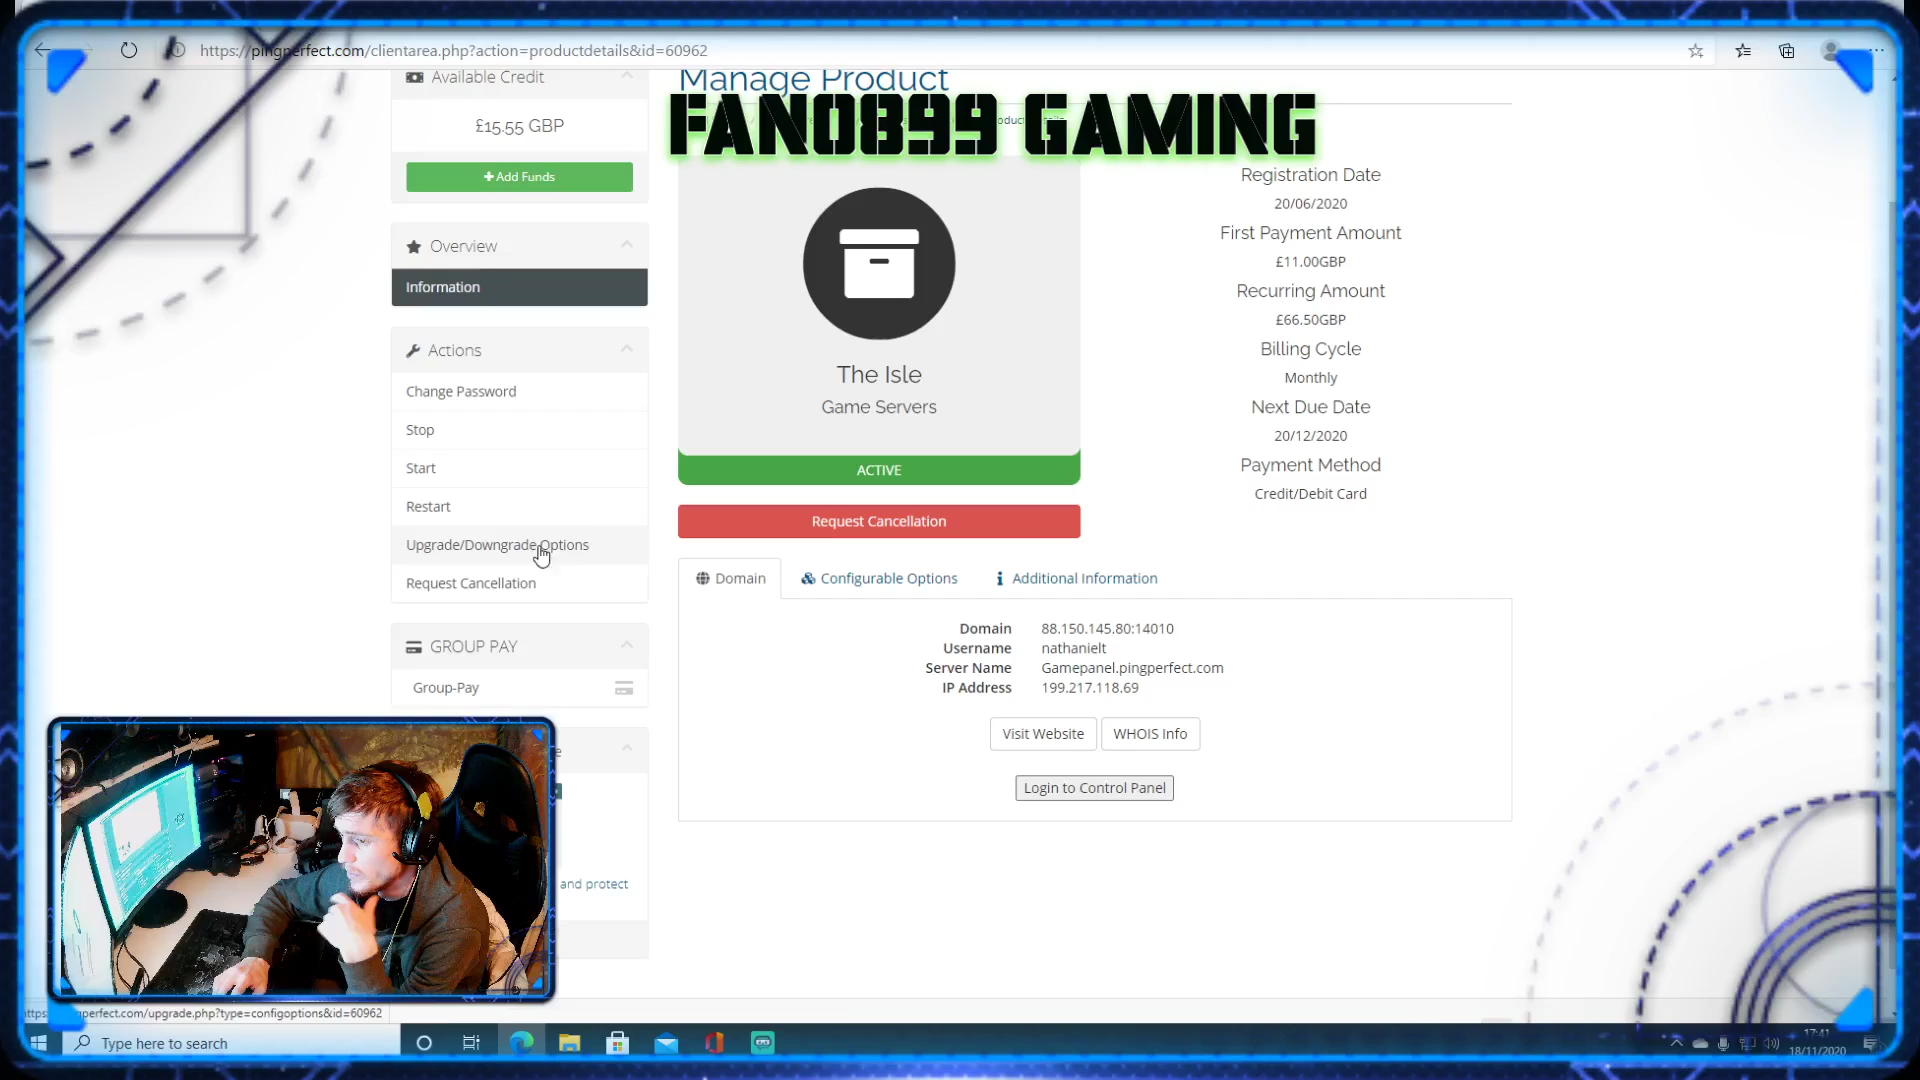 https://pingperfect.com/clientarea.php?action=productdetails&id=60962
Available Credit
£15.55 GBP
Add Funds
Overview
Information
Actions
Change Password
Stop
Start
Restart
Upgrade/Downgrade Options
Request Cancellation
GROUP PAY
Group-Pay
and protect
Manage Product
FANO899 GAMING
The Isle
Game Servers
ACTIVE
Request Cancellation
Registration Date
20/06/2020
First Payment Amount
£11.00GBP
Recurring Amount
£66.50GBP
Billing Cycle
Monthly
Next Due Date
20/12/2020
Payment Method
Credit/Debit Card
Domain
Configurable Options
Additional Information
Domain 88.150.145.80:14010
Username nathanielt
Server Name Gamepanel.pingperfect.com
IP Address 199.217.118.69
Visit Website
WHOIS Info
Login to Control Panel
perfect.com/upgrade.php?type=configoptions&id=60962
Type here to search
17:41
18/11/2020